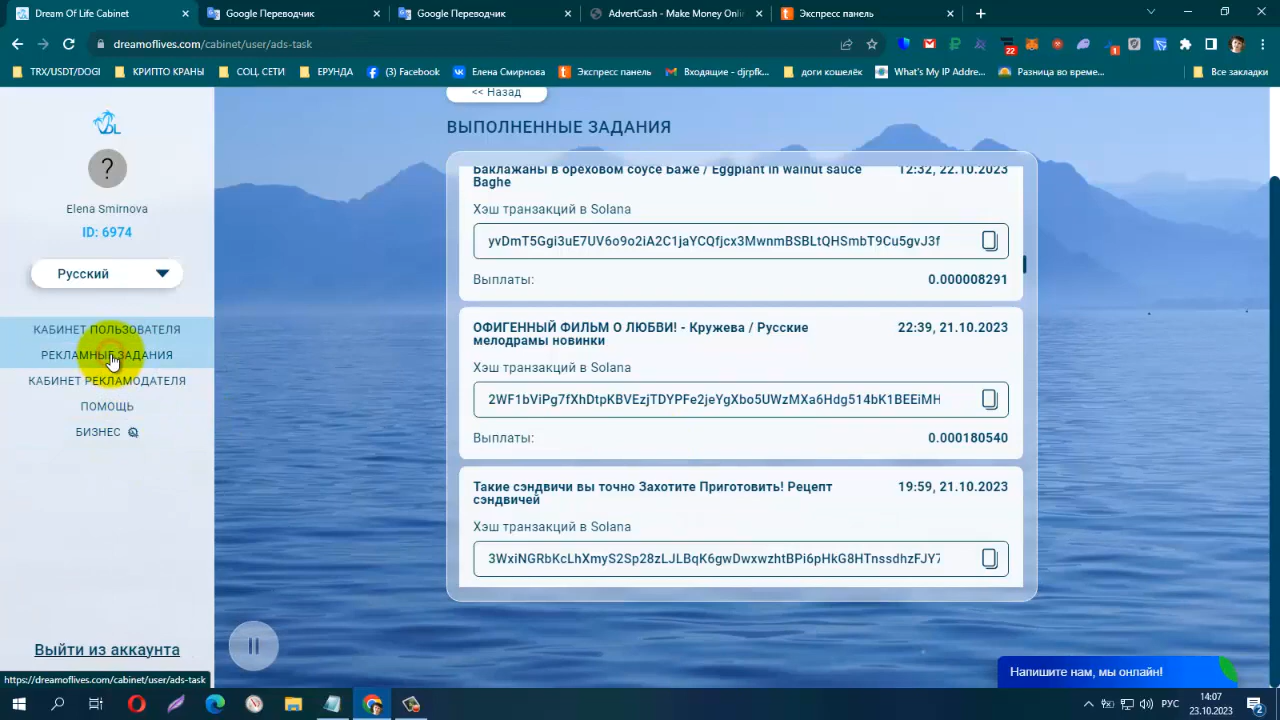 Dream Of Life Cabinet
Google Переводчик
Google Переводчик
AdvertCash - Make Money Onli
Экспресс панель
dreamoflives.com/cabinet/user/ads-task
22
1
TRX/USDT/DOGI
КРИПТО КРАНЫ
СОЦ. СЕТИ
ЕРУНДА
(3) Facebook
Елена Смирнова
Экспресс панель
Входящие - djrpfk...
доги кошелёк
What's My IP Addre...
Разница во време...
Все закладки
DL
?
Elena Smirnova
ID: 6974
Русский
КАБИНЕТ ПОЛЬЗОВАТЕЛЯ
РЕКЛАМНЫЕ ЗАДАНИЯ
КАБИНЕТ РЕКЛАМОДАТЕЛЯ
ПОМОЩЬ
БИЗНЕС
Выйти из аккаунта
https://dreamoflives.com/cabinet/user/ads-task
<< Назад
ВЫПОЛНЕННЫЕ ЗАДАНИЯ
Баклажаны в ореховом соусе Баже / Eggplant in walnut sauce 12:32, 22.10.2023
Baghe
Хэш транзакций в Solana
yvDmT5Ggi3uE7UV6o9o2iA2C1jaYCQfjcx3MwnmBSBLtQHSmbT9Cu5gvJ3f
Выплаты: 0.000008291
ОФИГЕННЫЙ ФИЛЬМ О ЛЮБВИ! - Кружева / Русские 22:39, 21.10.2023
мелодрамы новинки
Хэш транзакций в Solana
2WF1bViPg7fXhDtpKBVEzjTDYPFe2jeYgXbo5UWzMXa6Hdg514bK1BEEiMH
Выплаты: 0.000180540
Такие сэндвичи вы точно Захотите Приготовить! Рецепт 19:59, 21.10.2023
сэндвичей
Хэш транзакций в Solana
3WxiNGRbKcLhXmyS2Sp28zLJLBqK6gwDwxwzhtBPi6pHkG8HTnssdhzFJY7
Напишите нам, мы онлайн!
РУС
14:07
23.10.2023
2